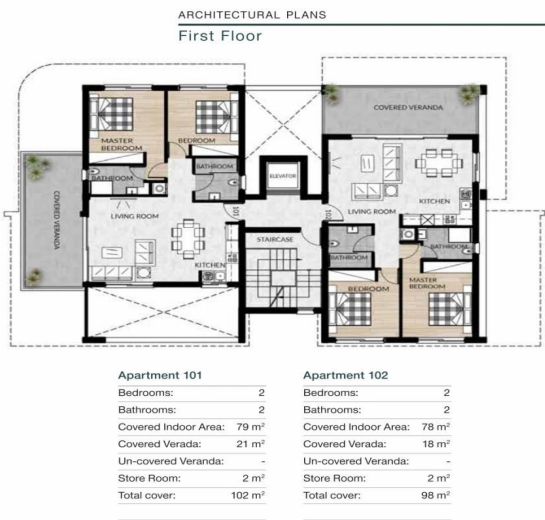 ARCHITECTURAL PLANS
First Floor
COVERED VERANDA
MASTER
BEDROOM
BEDROOM
BATHROOM
BATHROOM
ELEVATOR
COVERED VERANDA
LIVING ROOM
101
KITCHEN
STAIRCASE
102
LIVING ROOM
KITCHEN
BATHROOM
BATHROOM
BEDROOM
MASTER
BEDROOM
Apartment 101
Bedrooms: 2
Bathrooms: 2
Covered Indoor Area: 79 m²
Covered Verada: 21 m²
Un-covered Veranda: -
Store Room: 2 m²
Total cover: 102 m²
Apartment 102
Bedrooms: 2
Bathrooms: 2
Covered Indoor Area: 78 m²
Covered Verada: 18 m²
Un-covered Veranda: -
Store Room: 2 m²
Total cover: 98 m²